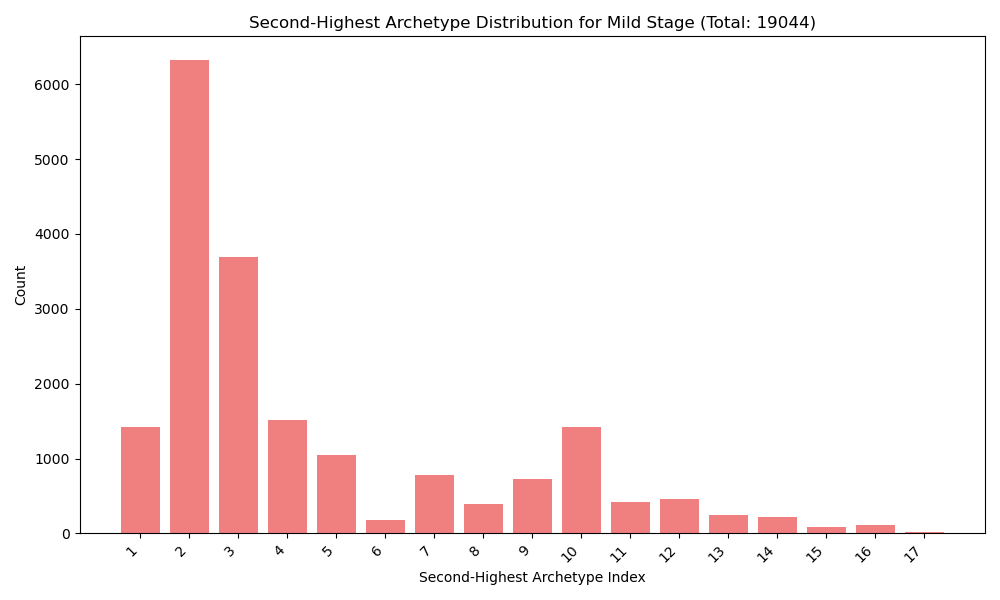 Second-Highest Archetype Distribution for Mild Stage (Total: 19044)
6000
5000
4000
3000
2000
1000
0
Count
1 2 3 4 5 6 7 8 9 10 11 12 13 14 15 16 17
Second-Highest Archetype Index